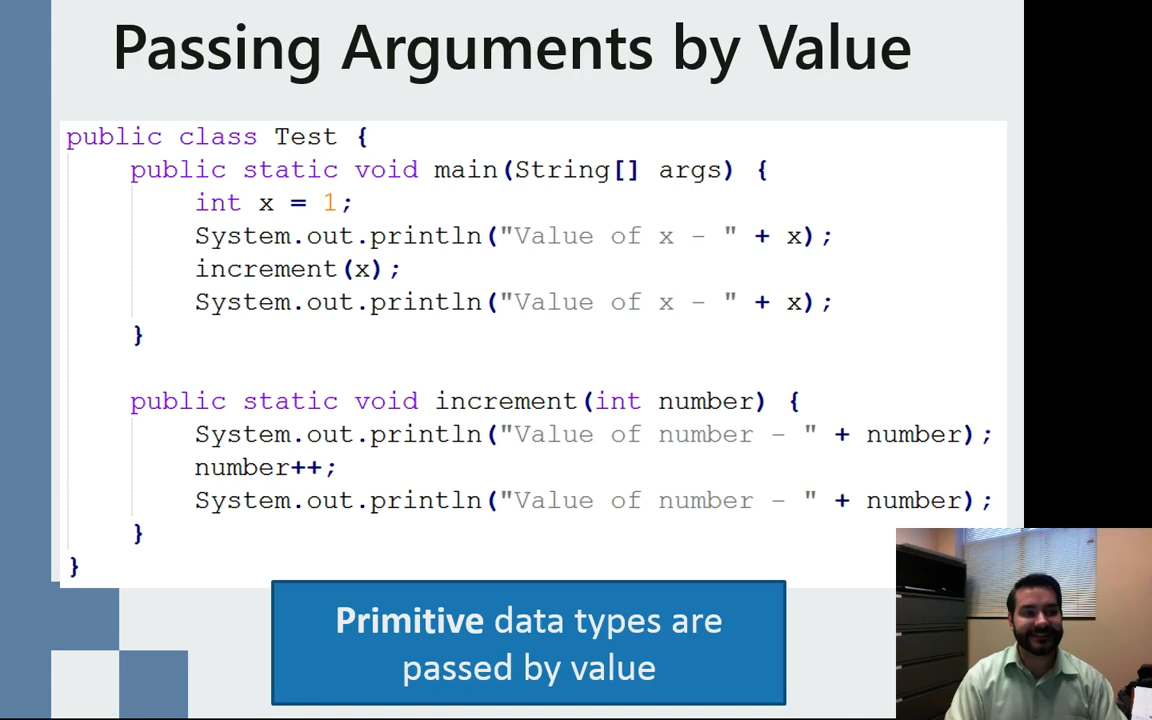 Passing Arguments by Value
public class Test {
public static void main(String[] args) {
int x = 1;
System.out.println("Value of x - " + x);
increment(x);
System.out.println("Value of x - " + x);
}
public static void increment(int number) {
System.out.println("Value of number - " + number);
number++;
System.out.println("Value of number - " + number);
}
}
Primitive data types are
passed by value